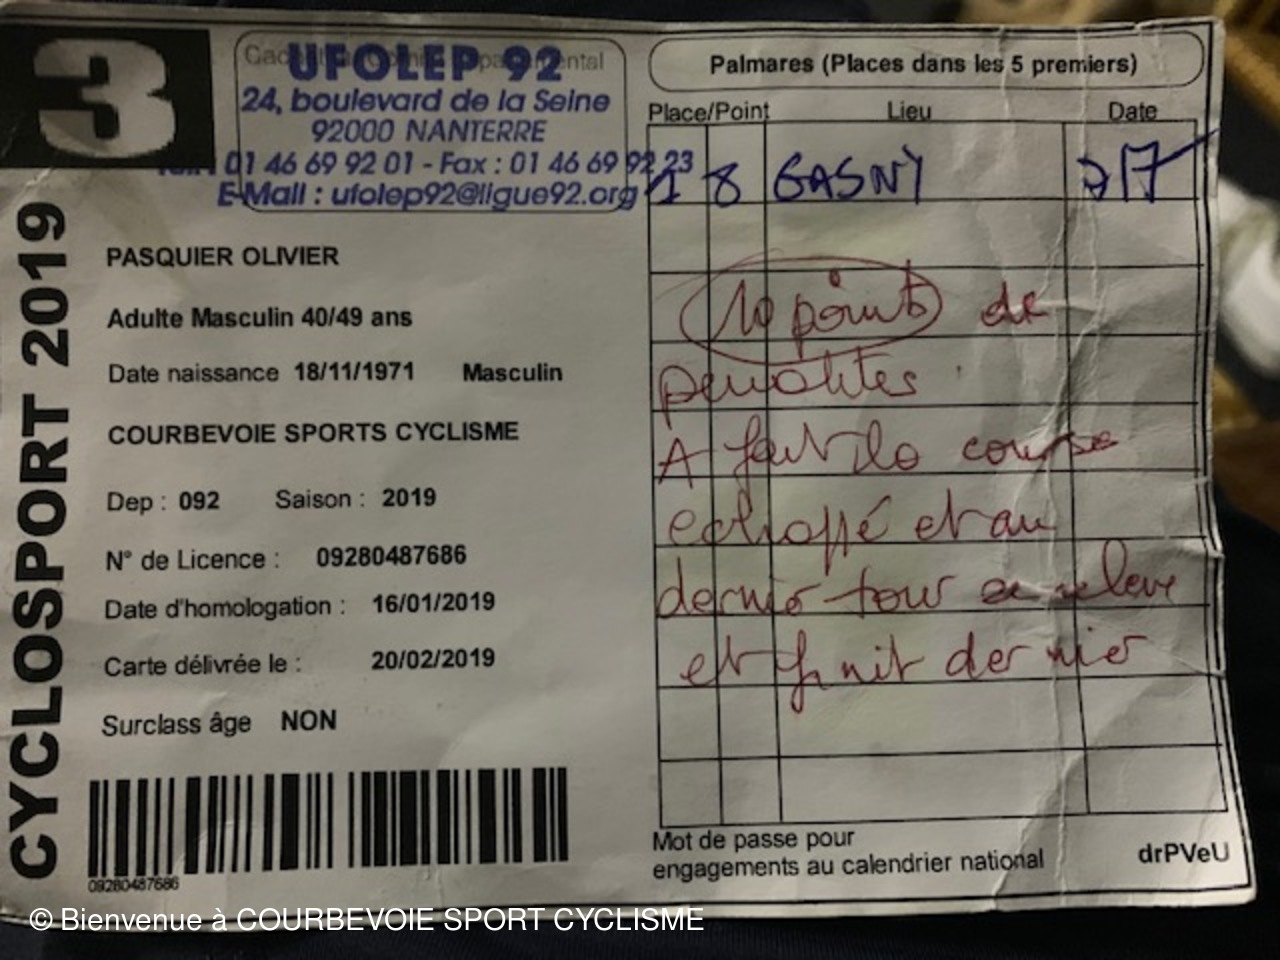 3
UFOLEP 92
24, boulevard de la Seine
92000 NANTERRE
01 46 69 92 01 - Fax : 01 46 69 92 23
E-Mail : ufolep92@ligue92.org
CYCLOSPORT 2019
PASQUIER OLIVIER
Adulte Masculin 40/49 ans
Date naissance 18/11/1971 Masculin
COURBEVOIE SPORTS CYCLISME
Dep : 092 Saison : 2019
N° de Licence : 09280487686
Date d'homologation : 16/01/2019
Carte délivrée le : 20/02/2019
Surclass âge NON
09280487686
Palmares (Places dans les 5 premiers)
Place/Point Lieu Date
1 8 GASNY 7/7
10 points de
penalites
A fait la course
echappé et au
dernier tour se releve
et finit dernier
Mot de passe pour
engagements au calendrier national drPVeU
© Bienvenue à COURBEVOIE SPORT CYCLISME